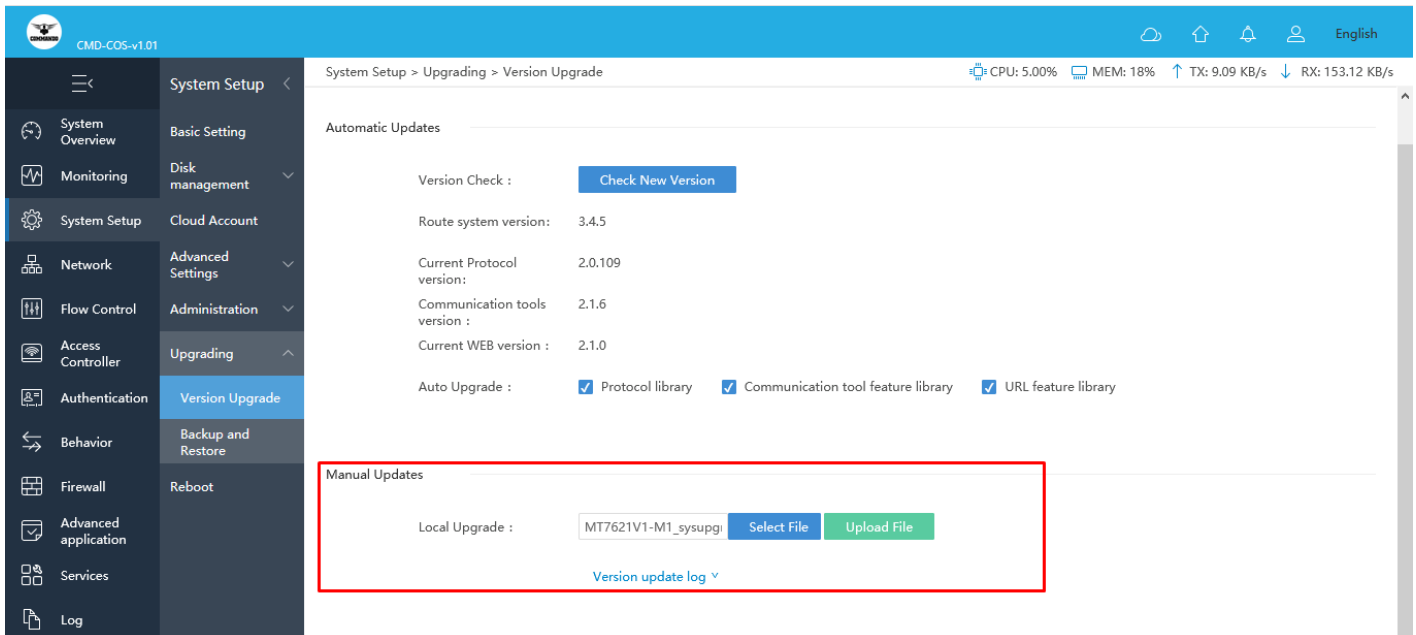 COMMANDO
CMD-COS-v1.01
English
System Setup
System Setup > Upgrading > Version Upgrade
CPU: 5.00% MEM: 18% TX: 9.09 KB/s RX: 153.12 KB/s
System
Overview
Monitoring
System Setup
Network
Flow Control
Access
Controller
Authentication
Behavior
Firewall
Advanced
application
Services
Log
Basic Setting
Disk
management
Cloud Account
Advanced
Settings
Administration
Upgrading
Version Upgrade
Backup and
Restore
Reboot
Automatic Updates
Version Check : Check New Version
Route system version: 3.4.5
Current Protocol
version: 2.0.109
Communication tools
version : 2.1.6
Current WEB version : 2.1.0
Auto Upgrade : Protocol library Communication tool feature library URL feature library
Manual Updates
Local Upgrade : MT7621V1-M1_sysupgr Select File Upload File
Version update log